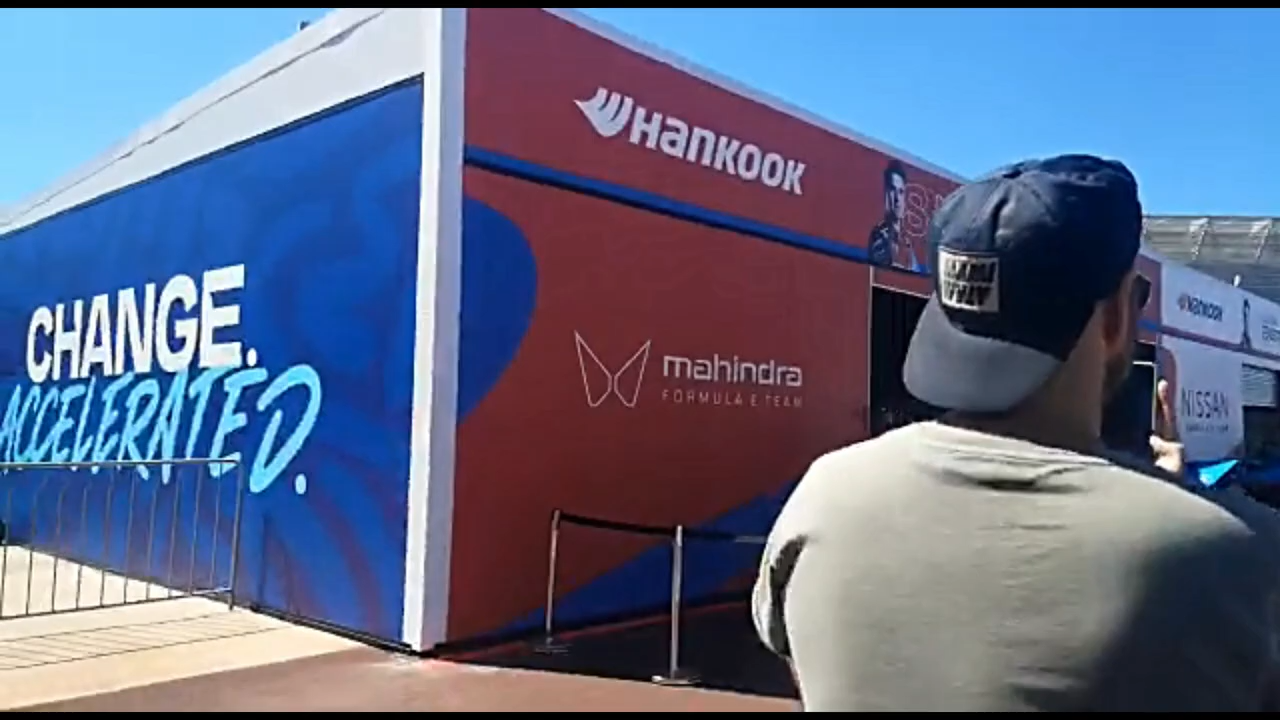 CHANGE.
ACCELERATED.
Hankook
mahindra
FORMULA E TEAM
Hankook
NISSAN